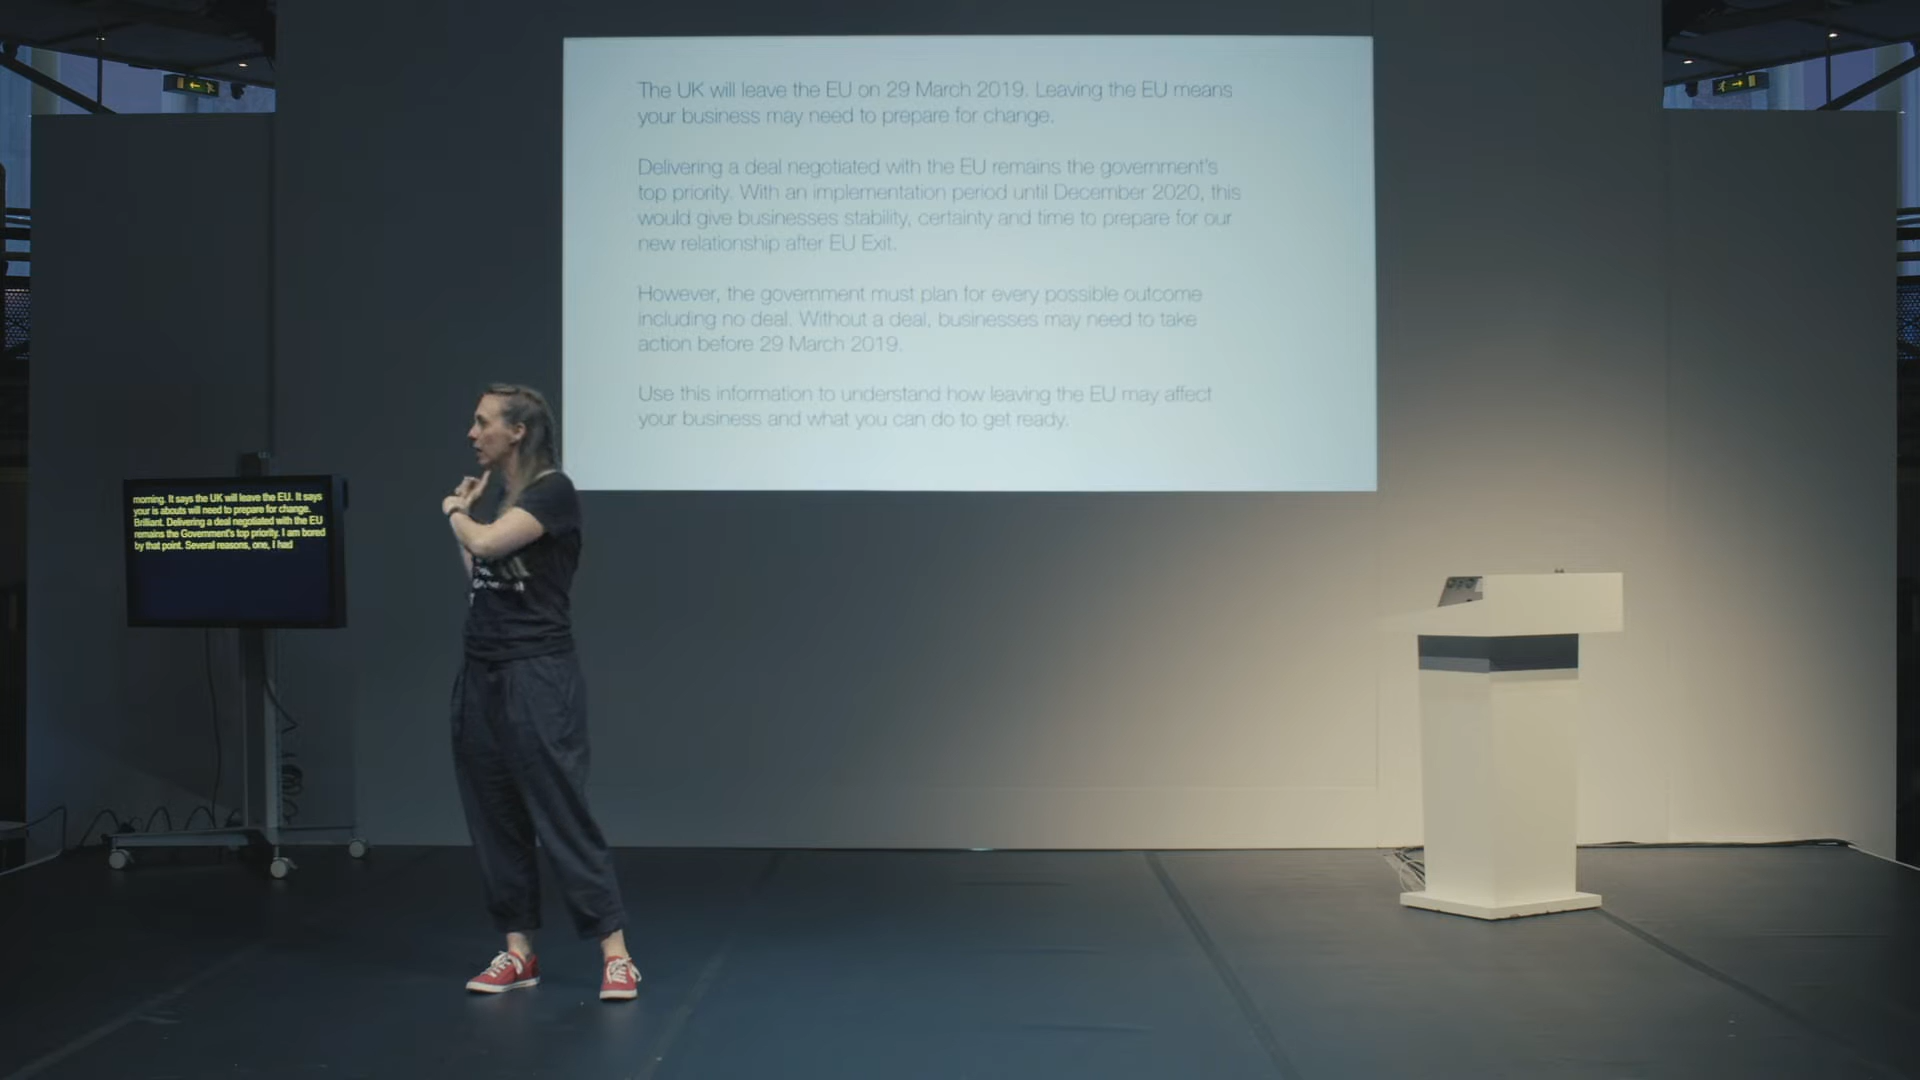 The UK will leave the EU on 29 March 2019. Leaving the EU means
your business may need to prepare for change.
Delivering a deal negotiated with the EU remains the government's
top priority. With an implementation period until December 2020, this
would give businesses stability, certainty and time to prepare for our
new relationship after EU Exit.
However, the government must plan for every possible outcome
including no deal. Without a deal, businesses may need to take
action before 29 March 2019.
Use this information to understand how leaving the EU may affect
your business and what you can do to get ready.
morning. It says the UK will leave the EU. It says
your is abouts will need to prepare for change.
Brilliant. Delivering a deal negotiated with the EU
remains the Government's top priority. I am bored
by that point. Several reasons, one, I had